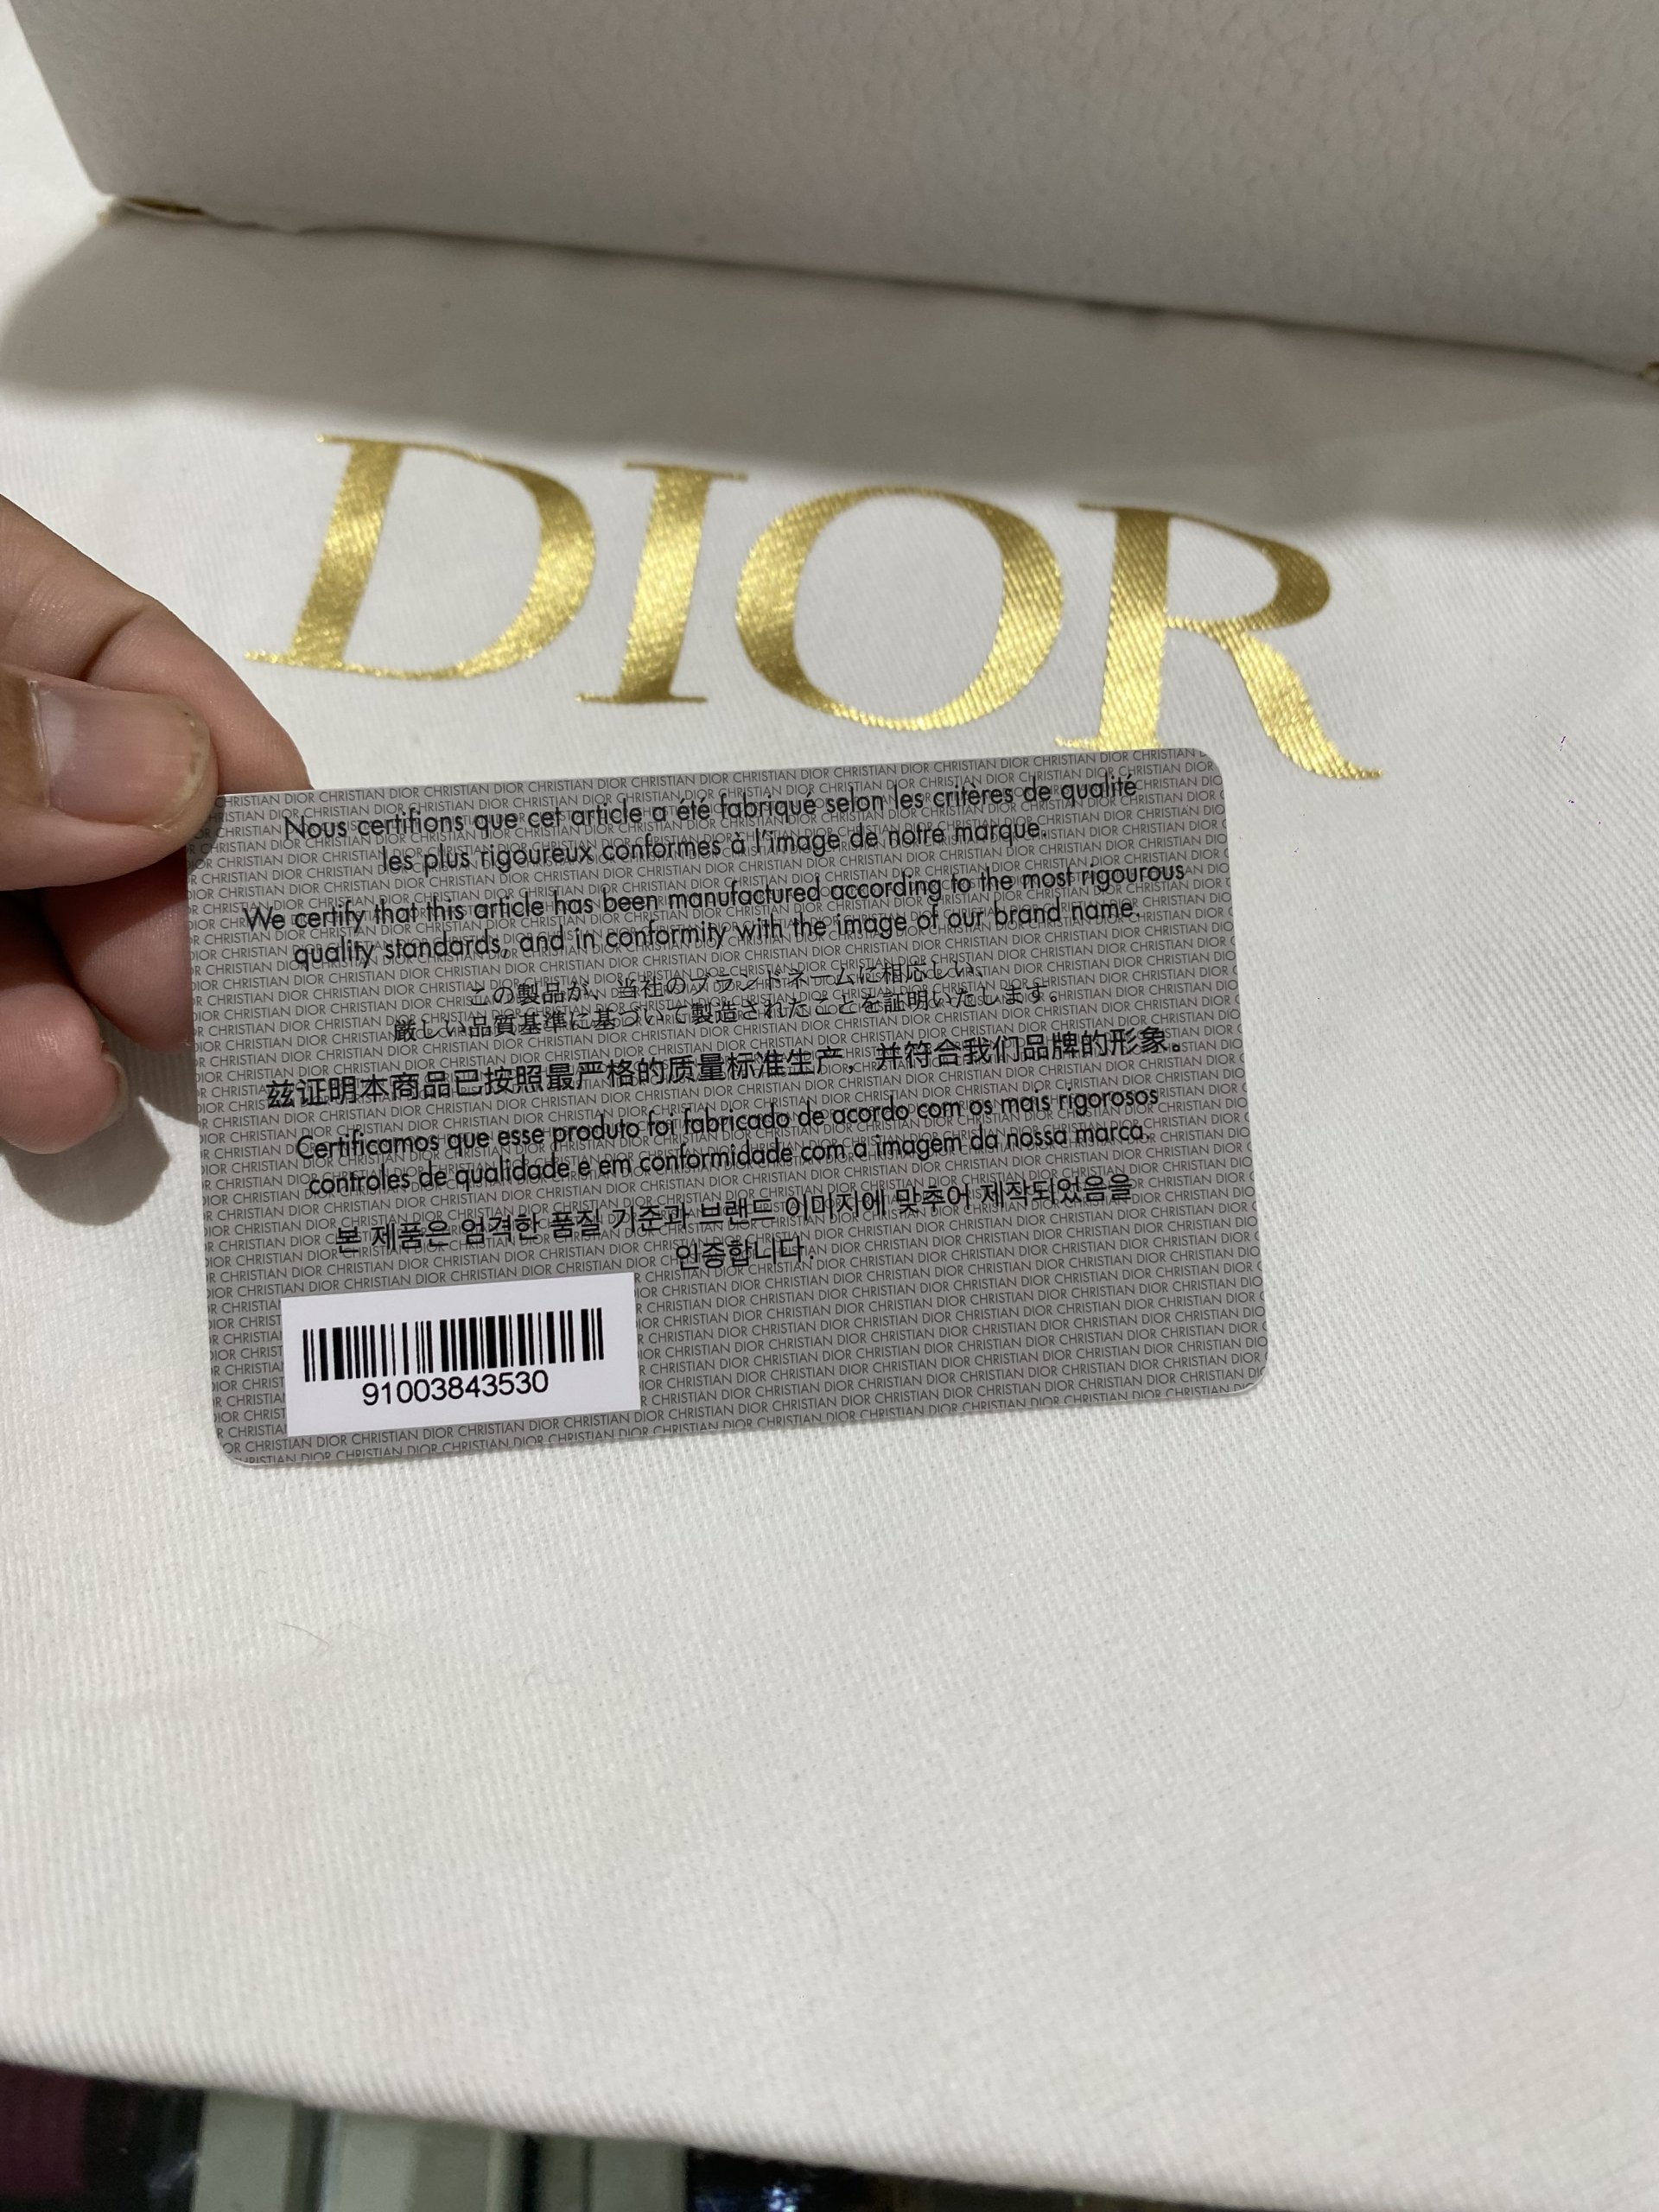 DIOR
Nous certifions que cet article a été fabriqué selon les critères de qualité
les plus rigoureux conformes à l'image de notre marque.
We certify that this article has been manufactured according to the most rigourous
quality standards, and in conformity with the image of our brand name.
この製品が、当社のブランドネームに相応しい、
厳しい品質基準に基づいて製造されたことを証明いたします。
兹证明本商品已按照最严格的质量标准生产，并符合我们品牌的形象。
Certificamos que esse produto foi fabricado de acordo com os mais rigorosos
controles de qualidade e em conformidade com a imagem da nossa marca.
본 제품은 엄격한 품질 기준과 브랜드 이미지에 맞추어 제작되었음을
인증합니다.
91003843530